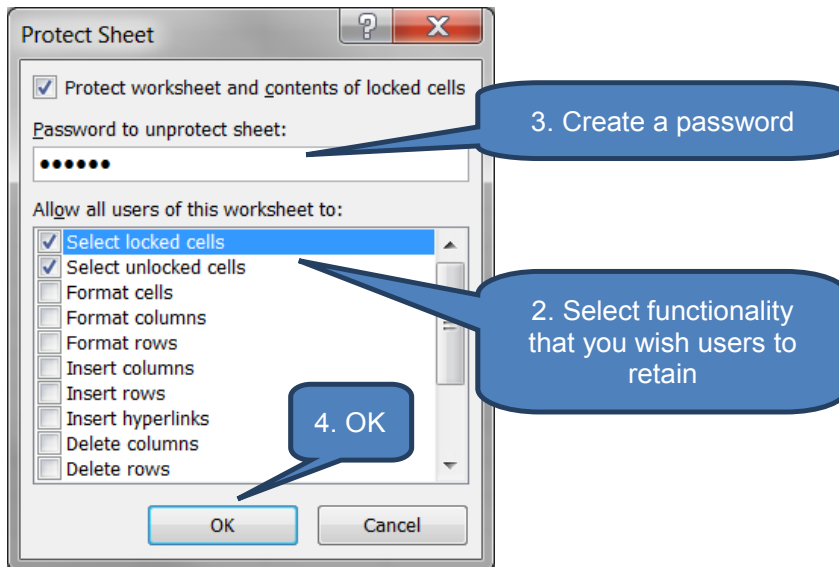 Protect Sheet
Protect worksheet and contents of locked cells
Password to unprotect sheet:
••••••
3. Create a password
Allow all users of this worksheet to:
Select locked cells
Select unlocked cells
Format cells
Format columns
Format rows
Insert columns
Insert rows
Insert hyperlinks
Delete columns
Delete rows
2. Select functionality
that you wish users to
retain
4. OK
OK
Cancel